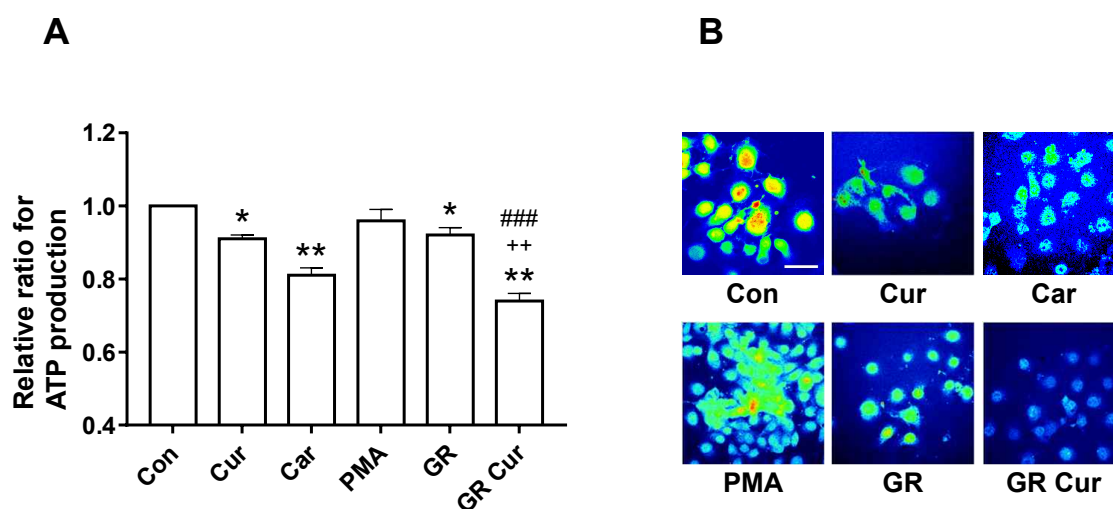 A
B
Relative ratio for
ATP production
1.2
1.0
0.8
0.6
0.4
*
**
*
###
++
**
Con
Cur
Car
PMA
GR
GR Cur
Con
Cur
Car
PMA
GR
GR Cur